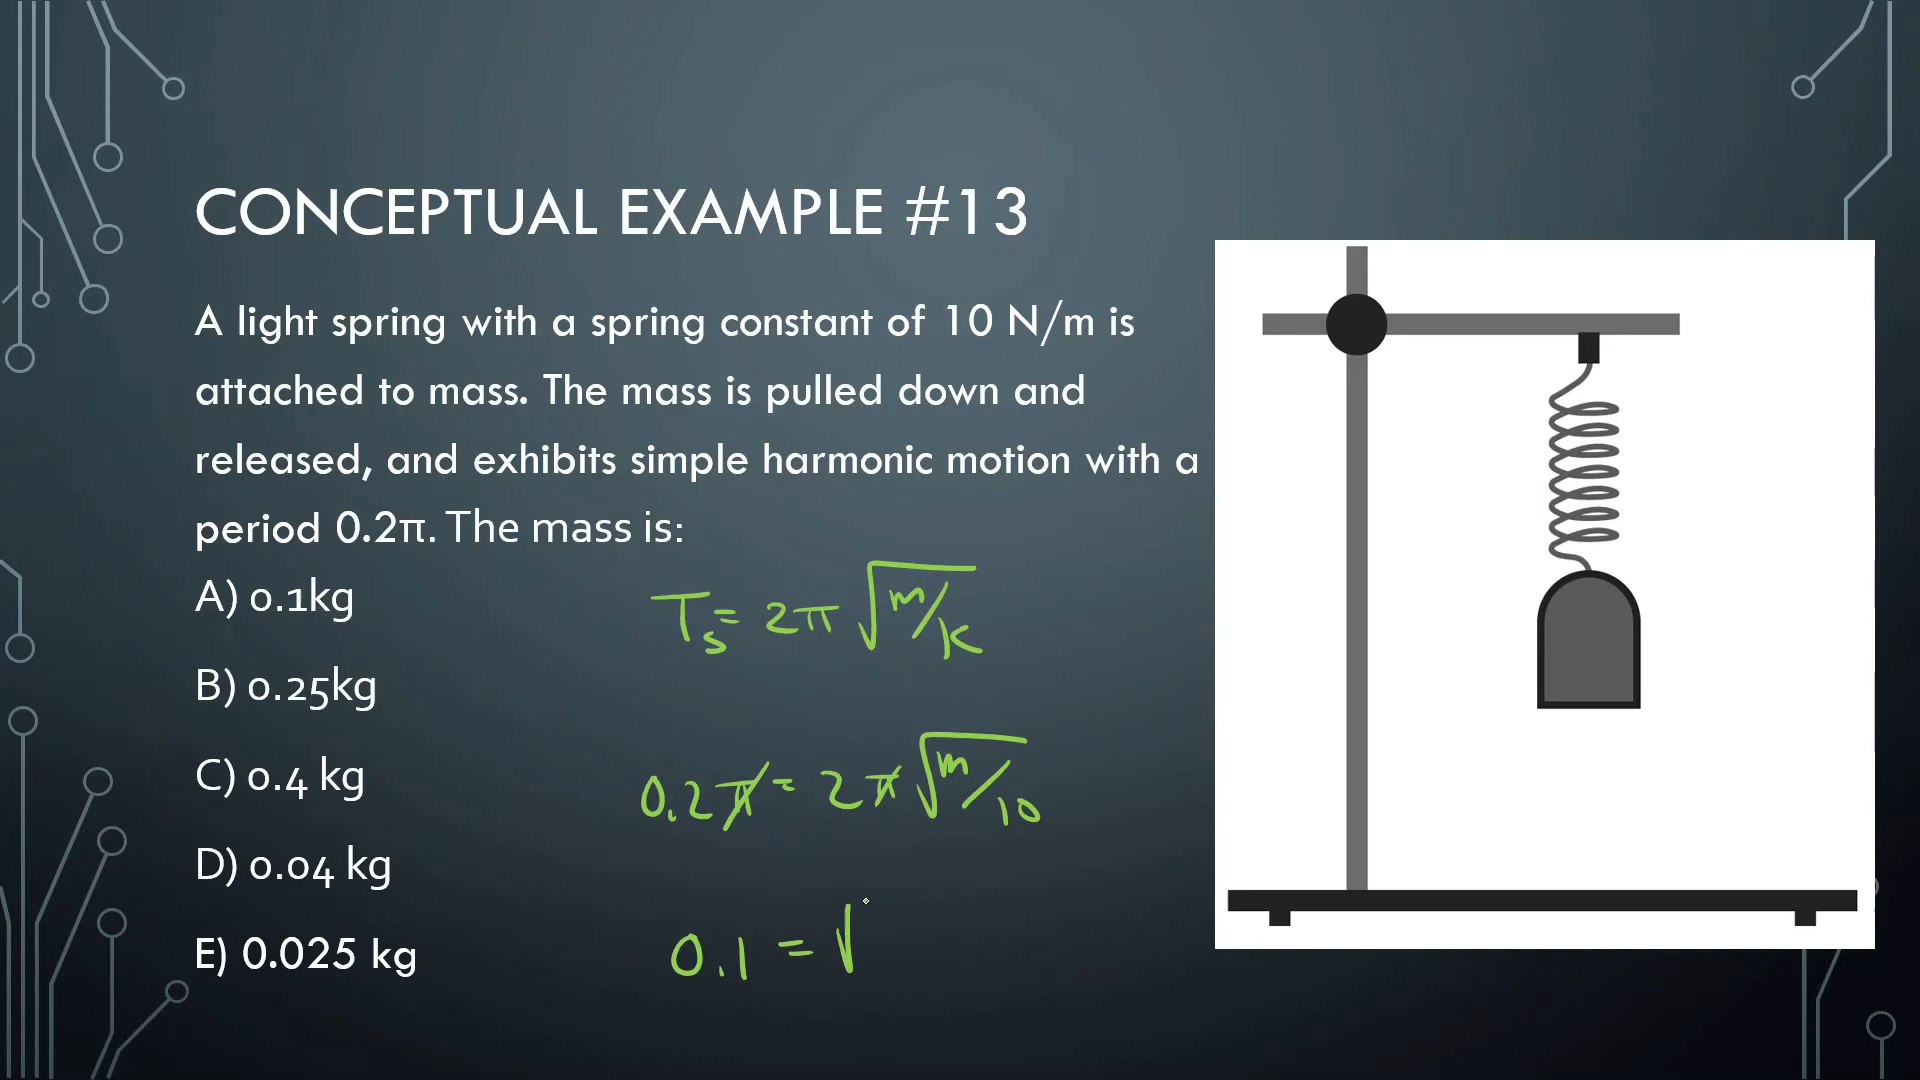 CONCEPTUAL EXAMPLE #13
A light spring with a spring constant of 10 N/m is
attached to mass. The mass is pulled down and
released, and exhibits simple harmonic motion with a
period 0.2π. The mass is:
A) 0.1kg
B) 0.25kg
C) 0.4 kg
D) 0.04 kg
E) 0.025 kg
Ts = 2π √m/k
0.2π = 2π √m/10
0.1 = √